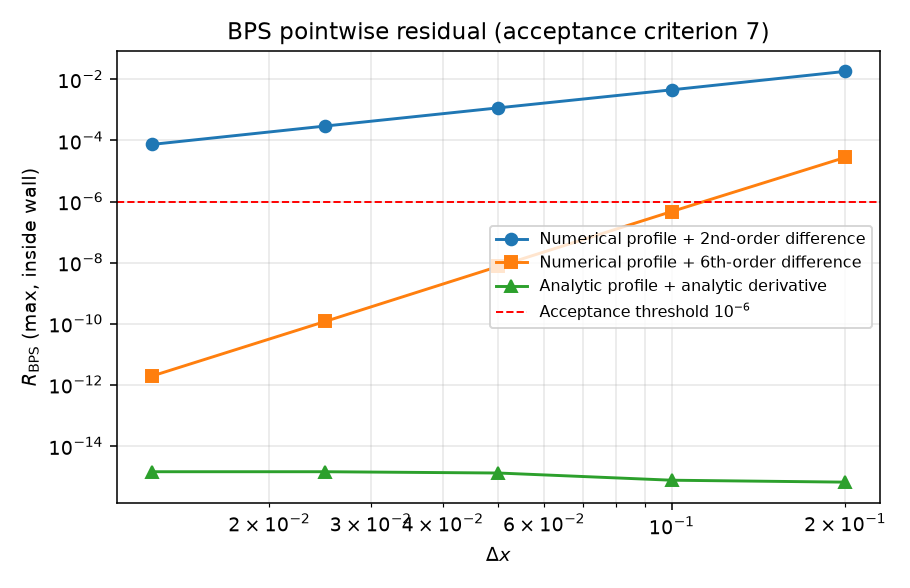 BPS pointwise residual (acceptance criterion 7)
R_BPS (max, inside wall)
10⁻²
10⁻⁴
10⁻⁶
10⁻⁸
10⁻¹⁰
10⁻¹²
10⁻¹⁴
Numerical profile + 2nd-order difference
Numerical profile + 6th-order difference
Analytic profile + analytic derivative
Acceptance threshold 10⁻⁶
2 × 10⁻² 3 × 10⁻² 4 × 10⁻² 6 × 10⁻² 10⁻¹ 2 × 10⁻¹
Δx